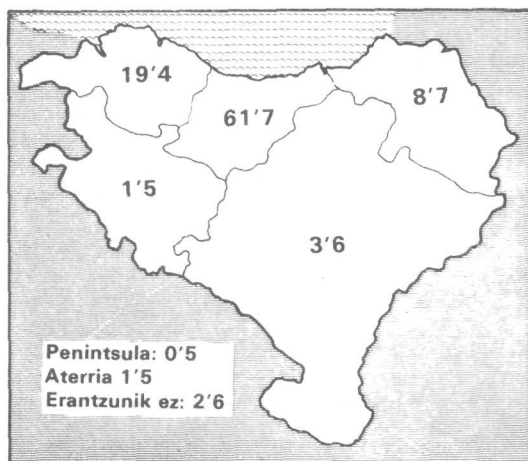 19'4
61'7
8'7
1'5
3'6
Penintsula: 0'5
Aterria 1'5
Erantzunik ez: 2'6